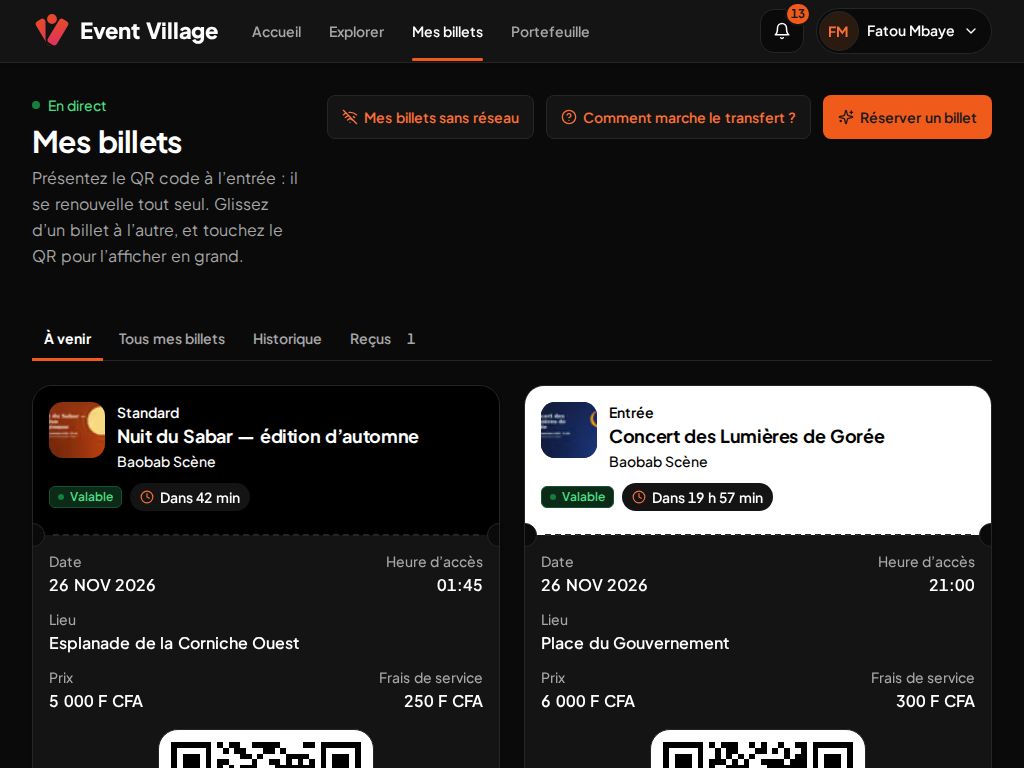 Event Village
Accueil
Explorer
Mes billets
Portefeuille
13
FM
Fatou Mbaye
En direct
Mes billets
Présentez le QR code à l’entrée : il
se renouvelle tout seul. Glissez
d’un billet à l’autre, et touchez le
QR pour l’afficher en grand.
Mes billets sans réseau
Comment marche le transfert ?
Réserver un billet
À venir
Tous mes billets
Historique
Reçus 1
Standard
Nuit du Sabar — édition d’automne
Baobab Scène
Valable
Dans 42 min
Date
Heure d’accès
26 NOV 2026
01:45
Lieu
Esplanade de la Corniche Ouest
Prix
Frais de service
5 000 F CFA
250 F CFA
Entrée
Concert des Lumières de Gorée
Baobab Scène
Valable
Dans 19 h 57 min
Date
Heure d’accès
26 NOV 2026
21:00
Lieu
Place du Gouvernement
Prix
Frais de service
6 000 F CFA
300 F CFA